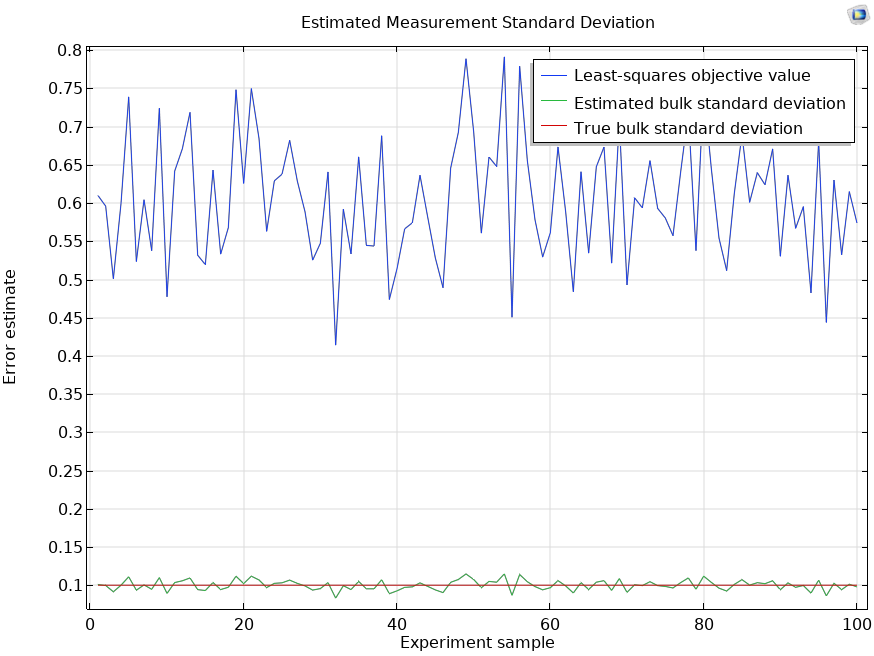 Estimated Measurement Standard Deviation
Least-squares objective value
Estimated bulk standard deviation
True bulk standard deviation
0.8
0.75
0.7
0.65
0.6
0.55
0.5
0.45
0.4
0.35
0.3
0.25
0.2
0.15
0.1
Error estimate
0 20 40 60 80 100
Experiment sample